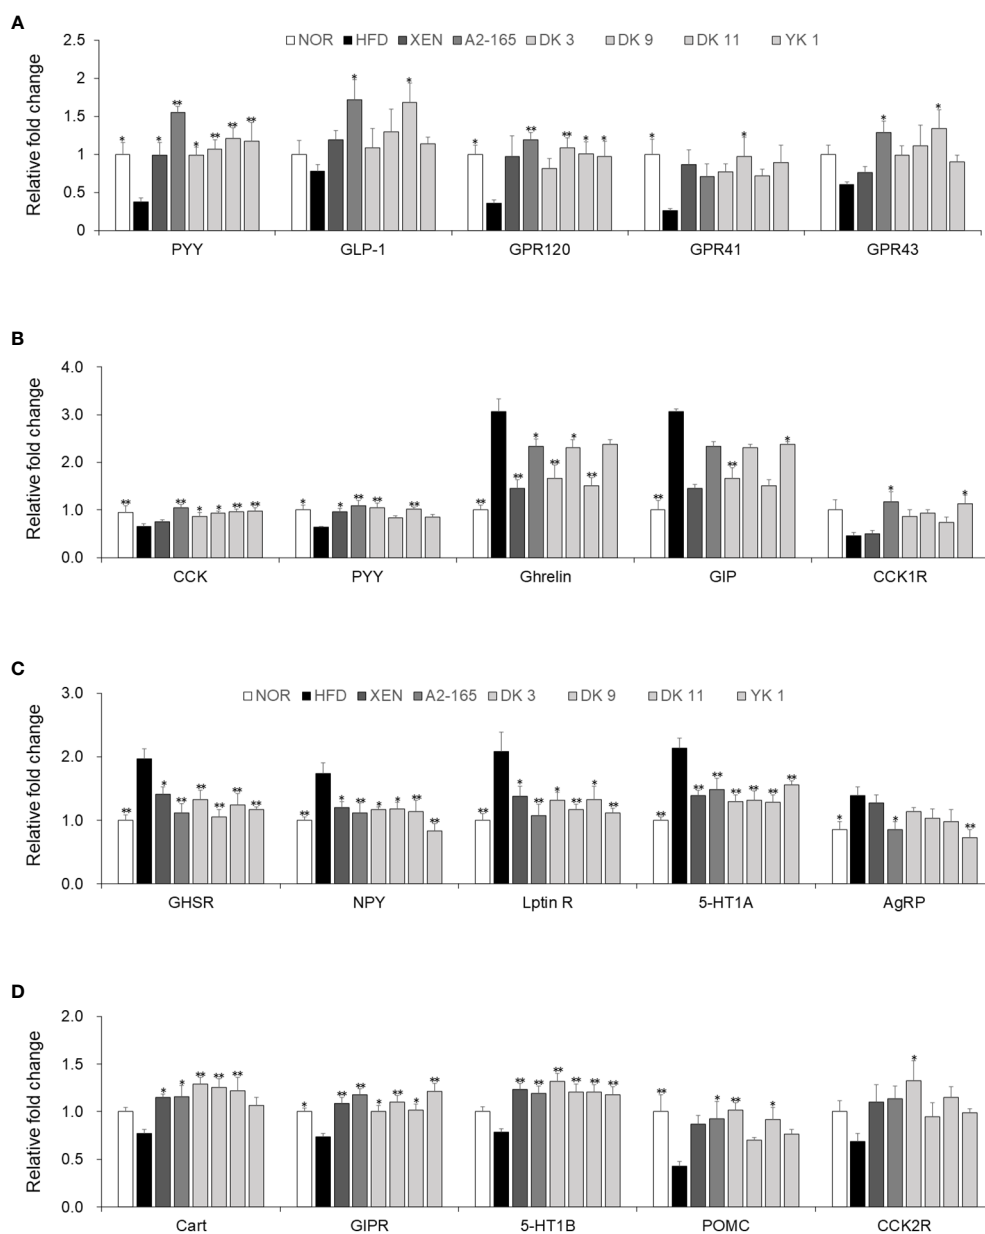 A
2.5
2
1.5
1
0.5
0
Relative fold change
NOR HFD XEN A2-165 DK 3 DK 9 DK 11 YK 1
* * ** * ** ** **
* *
* ** ** * *
* *
* *
PYY GLP-1 GPR120 GPR41 GPR43
B
4.0
3.0
2.0
1.0
0.0
Relative fold change
** ** * * ** **
* * ** ** *
** ** * ** * **
** ** *
* *
CCK PYY Ghrelin GIP CCK1R
C
3.0
2.0
1.0
0.0
Relative fold change
NOR HFD XEN A2-165 DK 3 DK 9 DK 11 YK 1
** * ** ** ** ** **
** * ** * * ** **
** * ** * ** * **
** ** ** ** ** ** **
* * **
GHSR NPY Lptin R 5-HT1A AgRP
D
2.0
1.5
1.0
0.5
0.0
Relative fold change
* * ** ** **
* ** ** * ** * **
** ** ** ** ** **
** * ** *
*
Cart GIPR 5-HT1B POMC CCK2R